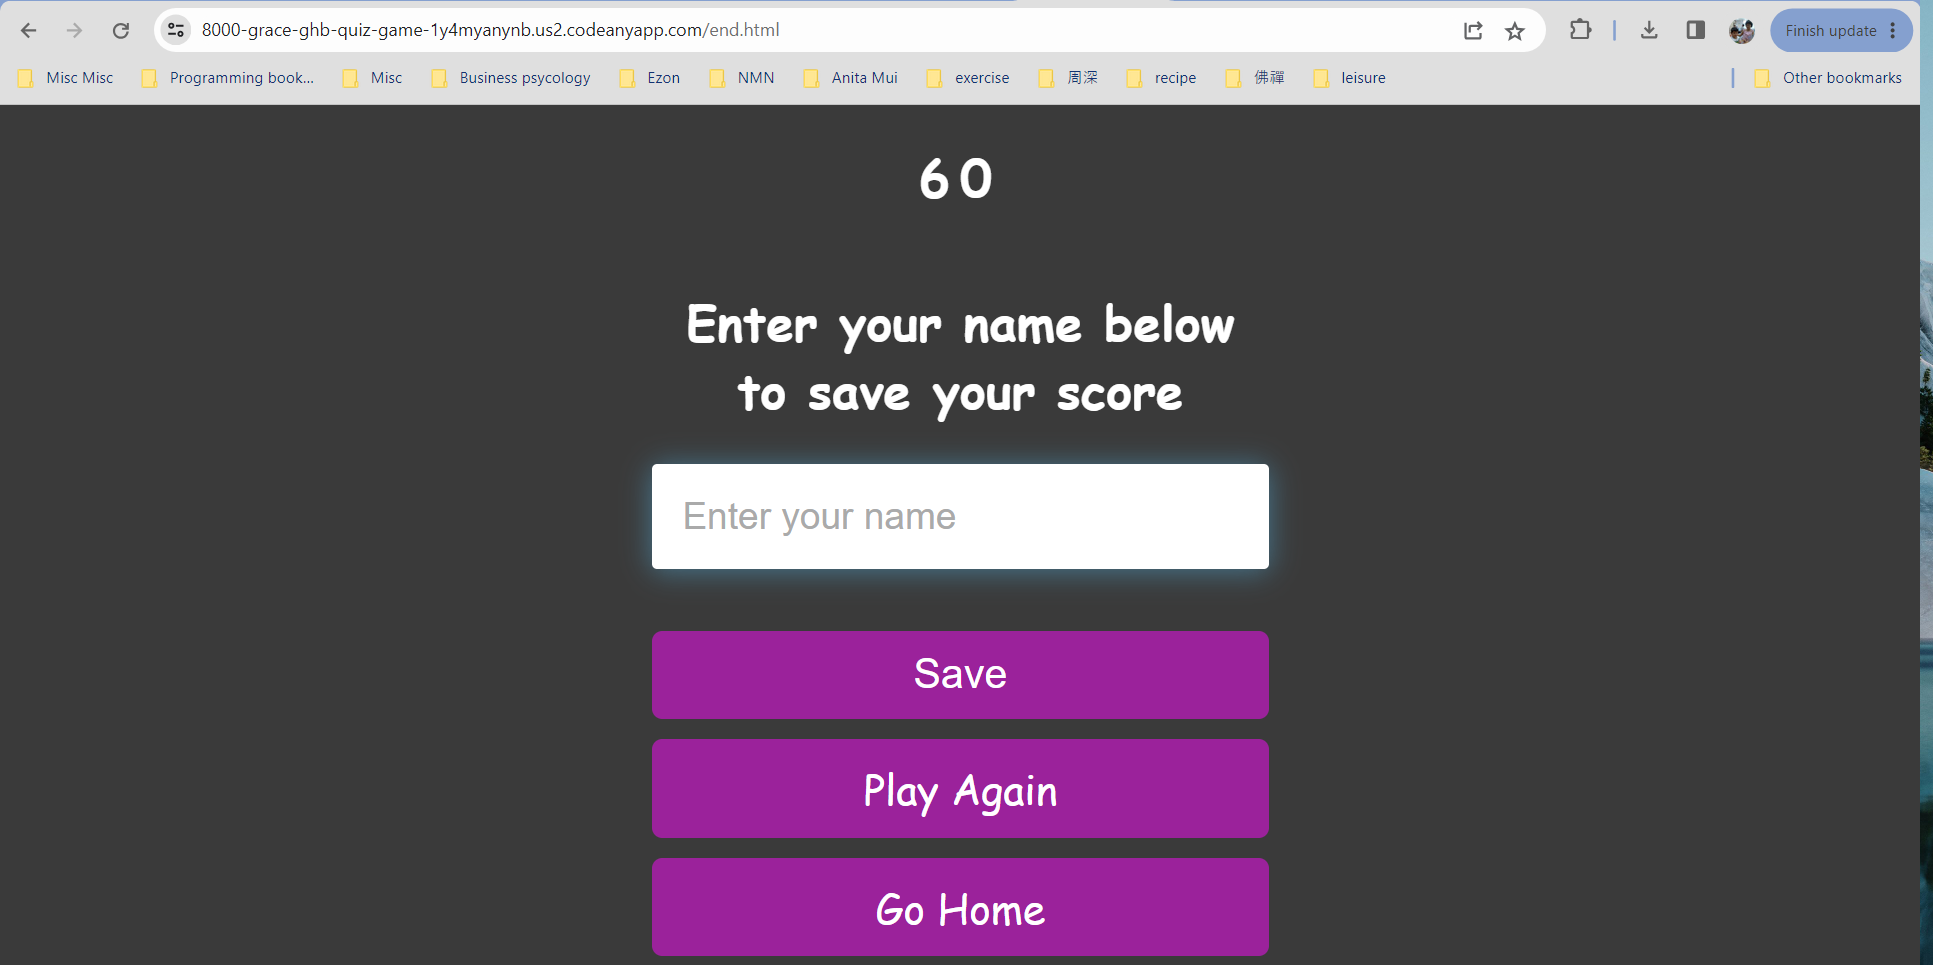 8000-grace-ghb-quiz-game-1y4myanynb.us2.codeanyapp.com/end.html
Finish update
Misc Misc
Programming book...
Misc
Business psycology
Ezon
NMN
Anita Mui
exercise
周深
recipe
佛禪
leisure
Other bookmarks
60
Enter your name below
to save your score
Enter your name
Save
Play Again
Go Home